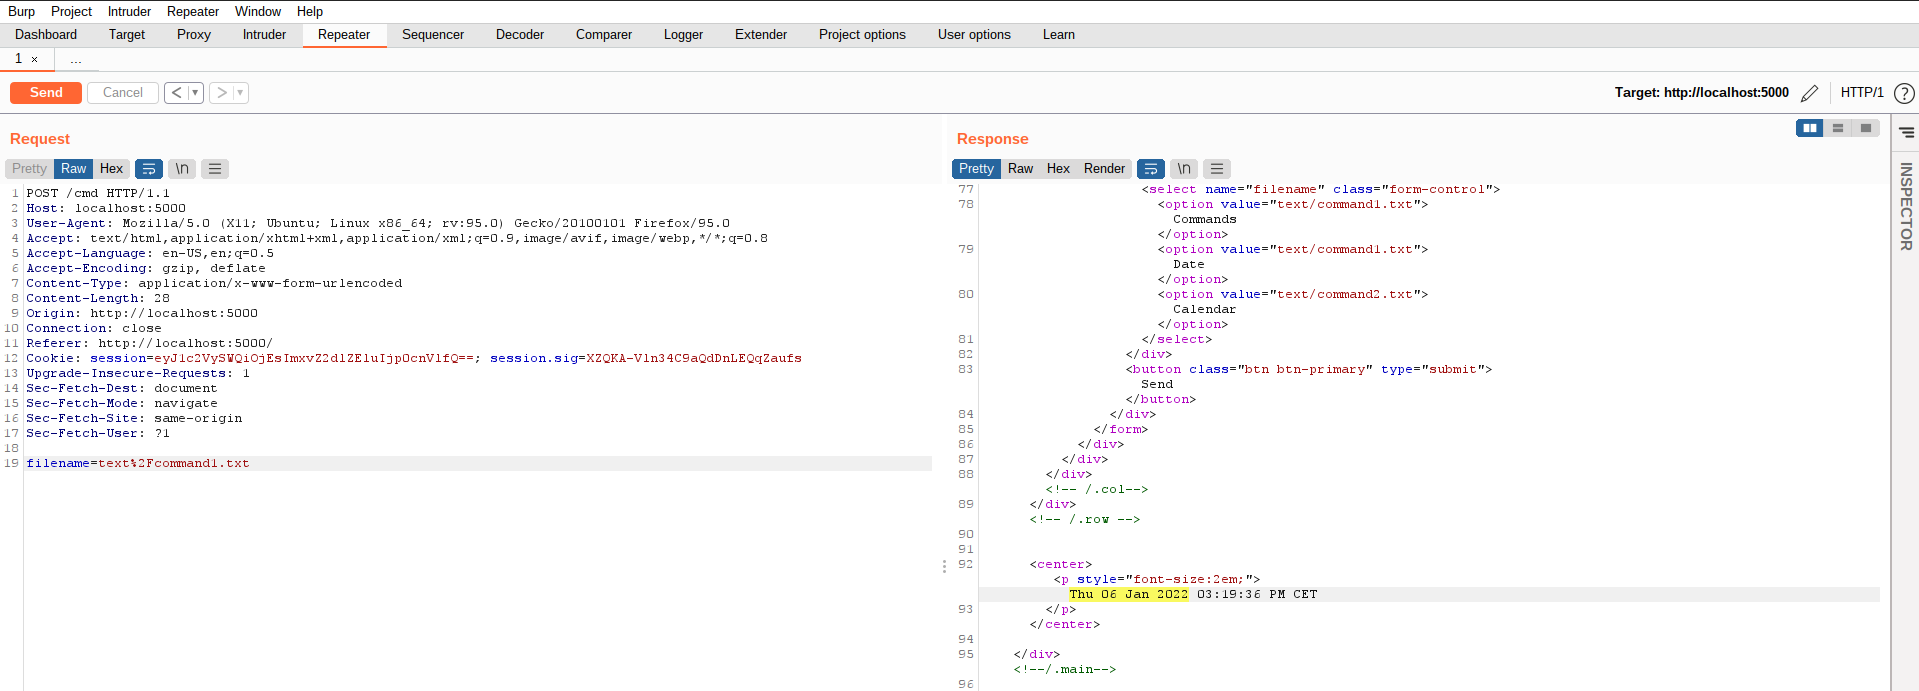 Burp Project Intruder Repeater Window Help
Dashboard Target Proxy Intruder Repeater Sequencer Decoder Comparer Logger Extender Project options User options Learn
1 × ...
Send Cancel < ▾ > ▾ Target: http://localhost:5000 HTTP/1 ?
Request
Pretty Raw Hex \n
1 POST /cmd HTTP/1.1
2 Host: localhost:5000
3 User-Agent: Mozilla/5.0 (X11; Ubuntu; Linux x86_64; rv:95.0) Gecko/20100101 Firefox/95.0
4 Accept: text/html,application/xhtml+xml,application/xml;q=0.9,image/avif,image/webp,*/*;q=0.8
5 Accept-Language: en-US,en;q=0.5
6 Accept-Encoding: gzip, deflate
7 Content-Type: application/x-www-form-urlencoded
8 Content-Length: 28
9 Origin: http://localhost:5000
10 Connection: close
11 Referer: http://localhost:5000/
12 Cookie: session=eyJ1c2VySWQiOjEsImxvZ2dlZEluIjp0cnVlfQ==; session.sig=XZQKA-Vln34C9aQdDnLEQqZaufs
13 Upgrade-Insecure-Requests: 1
14 Sec-Fetch-Dest: document
15 Sec-Fetch-Mode: navigate
16 Sec-Fetch-Site: same-origin
17 Sec-Fetch-User: ?1
18
19 filename=text%2Fcommand1.txt
Response
Pretty Raw Hex Render \n
77 <select name="filename" class="form-control">
78 <option value="text/command1.txt">
Commands
</option>
79 <option value="text/command1.txt">
Date
</option>
80 <option value="text/command2.txt">
Calendar
</option>
81 </select>
82 </div>
83 <button class="btn btn-primary" type="submit">
Send
</button>
84 </div>
85 </form>
86 </div>
87 </div>
88 </div>
<!-- /.col-->
89 </div>
<!-- /.row -->
90
91
92 <center>
<p style="font-size:2em;">
Thu 06 Jan 2022 03:19:36 PM CET
93 </p>
</center>
94
95 </div>
<!--/.main-->
96
INSPECTOR